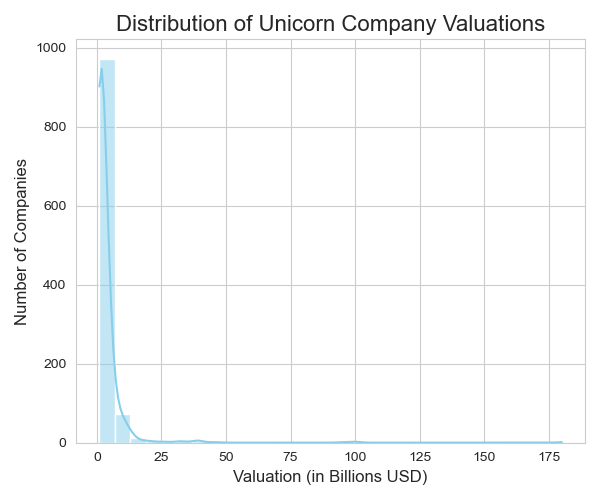 Distribution of Unicorn Company Valuations
1000
800
600
400
200
0
Number of Companies
0 25 50 75 100 125 150 175
Valuation (in Billions USD)